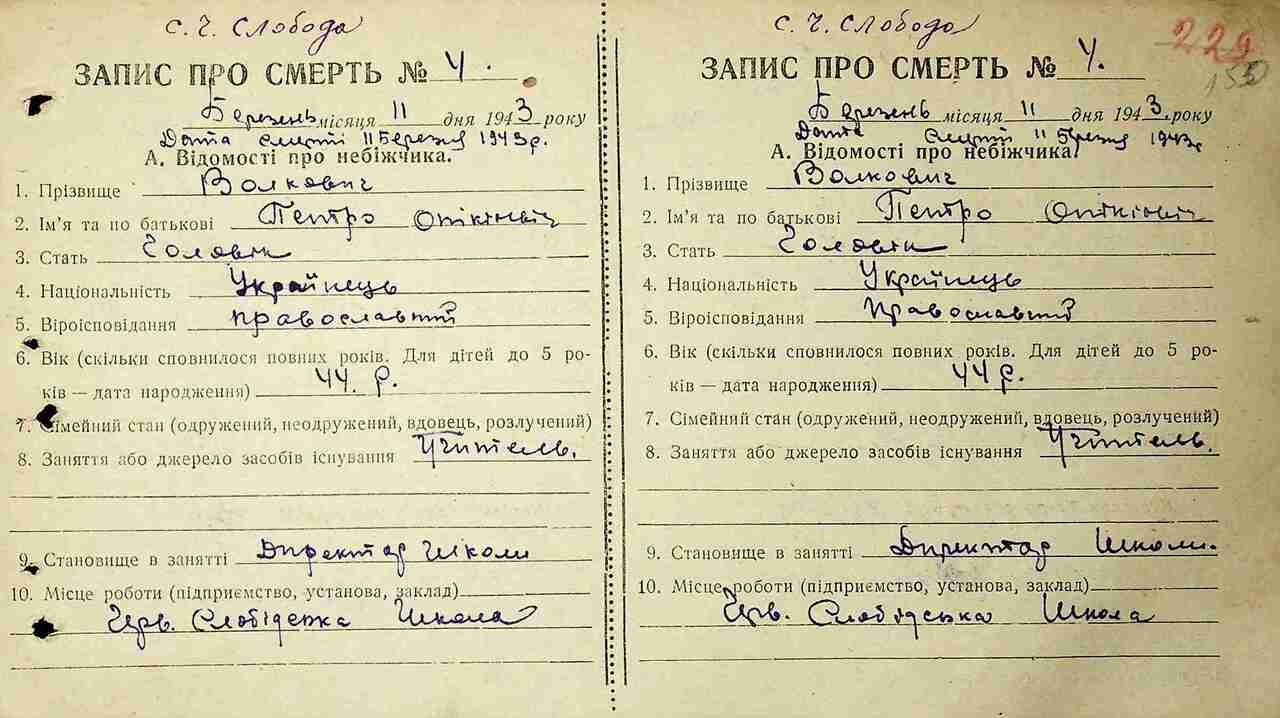 с. Ч. Слобода
ЗАПИС ПРО СМЕРТЬ № 4.
Березень місяця 11 дня 1943 року
Дата смерти 11 Березня 1943 р.
А. Відомості про небіжчика.
1. Прізвище Волкович
2. Ім'я та по батькові Петро
3. Стать Чоловік
4. Національність Українець
5. Віроісповідання православний
6. Вік (скільки сповнилося повних років. Для дітей до 5 ро-
ків — дата народження) 44 р.
7. Сімейний стан (одружений, неодружений, вдовець, розлучений)
8. Заняття або джерело засобів існування Учитель.
9. Становище в занятті Директор Школи
10. Місце роботи (підприємство, установа, заклад)
Черв. Слобідська Школа
с. Ч. Слобода
229
155
ЗАПИС ПРО СМЕРТЬ № 4.
Березень місяця 11 дня 1943 року
Дата смерти 11 Березня 1943 р
А. Відомості про небіжчика.
1. Прізвище Волкович
2. Ім'я та по батькові Петро
3. Стать Чоловік
4. Національність Українець
5. Віроісповідання Православний
6. Вік (скільки сповнилося повних років. Для дітей до 5 ро-
ків — дата народження) 44 р.
7. Сімейний стан (одружений, неодружений, вдовець, розлучений)
8. Заняття або джерело засобів існування Учитель.
9. Становище в занятті Директор Школи.
10. Місце роботи (підприємство, установа, заклад)
Черв. Слобідська Школа